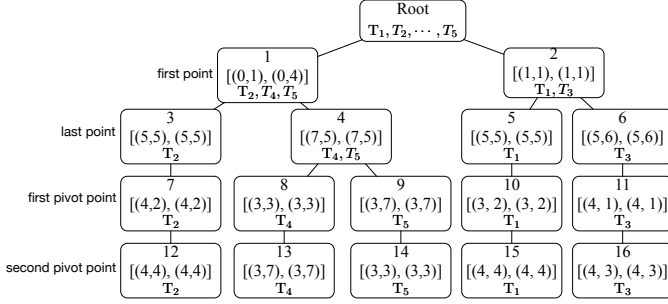 Root
T₁, T₂, ⋯ , T₅
first point
1
[(0,1), (0,4)]
T₂, T₄, T₅
2
[(1,1), (1,1)]
T₁, T₃
last point
3
[(5,5), (5,5)]
T₂
4
[(7,5), (7,5)]
T₄, T₅
5
[(5,5), (5,5)]
T₁
6
[(5,6), (5,6)]
T₃
first pivot point
7
[(4,2), (4,2)]
T₂
8
[(3,3), (3,3)]
T₄
9
[(3,7), (3,7)]
T₅
10
[(3, 2), (3, 2)]
T₁
11
[(4, 1), (4, 1)]
T₃
second pivot point
12
[(4,4), (4,4)]
T₂
13
[(3,7), (3,7)]
T₄
14
[(3,3), (3,3)]
T₅
15
[(4, 4), (4, 4)]
T₁
16
[(4, 3), (4, 3)]
T₃